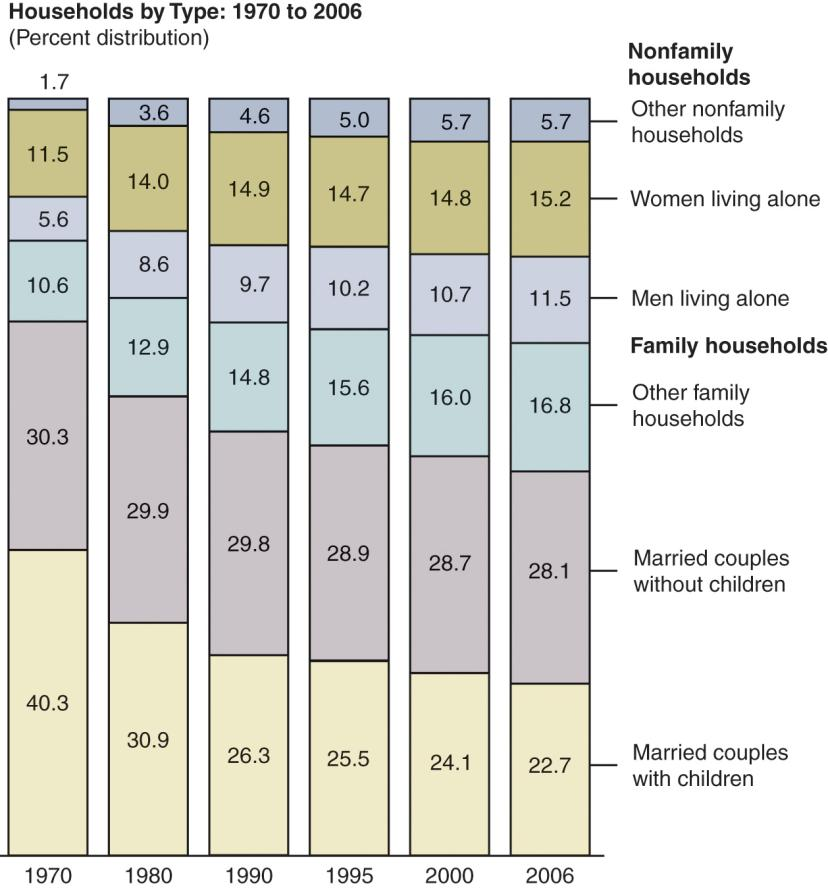 Households by Type: 1970 to 2006
(Percent distribution)
Nonfamily
households
Other nonfamily
households
Women living alone
Men living alone
Family households
Other family
households
Married couples
without children
Married couples
with children
1.7
11.5
5.6
10.6
30.3
40.3
3.6
14.0
8.6
12.9
29.9
30.9
4.6
14.9
9.7
14.8
29.8
26.3
5.0
14.7
10.2
15.6
28.9
25.5
5.7
14.8
10.7
16.0
28.7
24.1
5.7
15.2
11.5
16.8
28.1
22.7
1970 1980 1990 1995 2000 2006